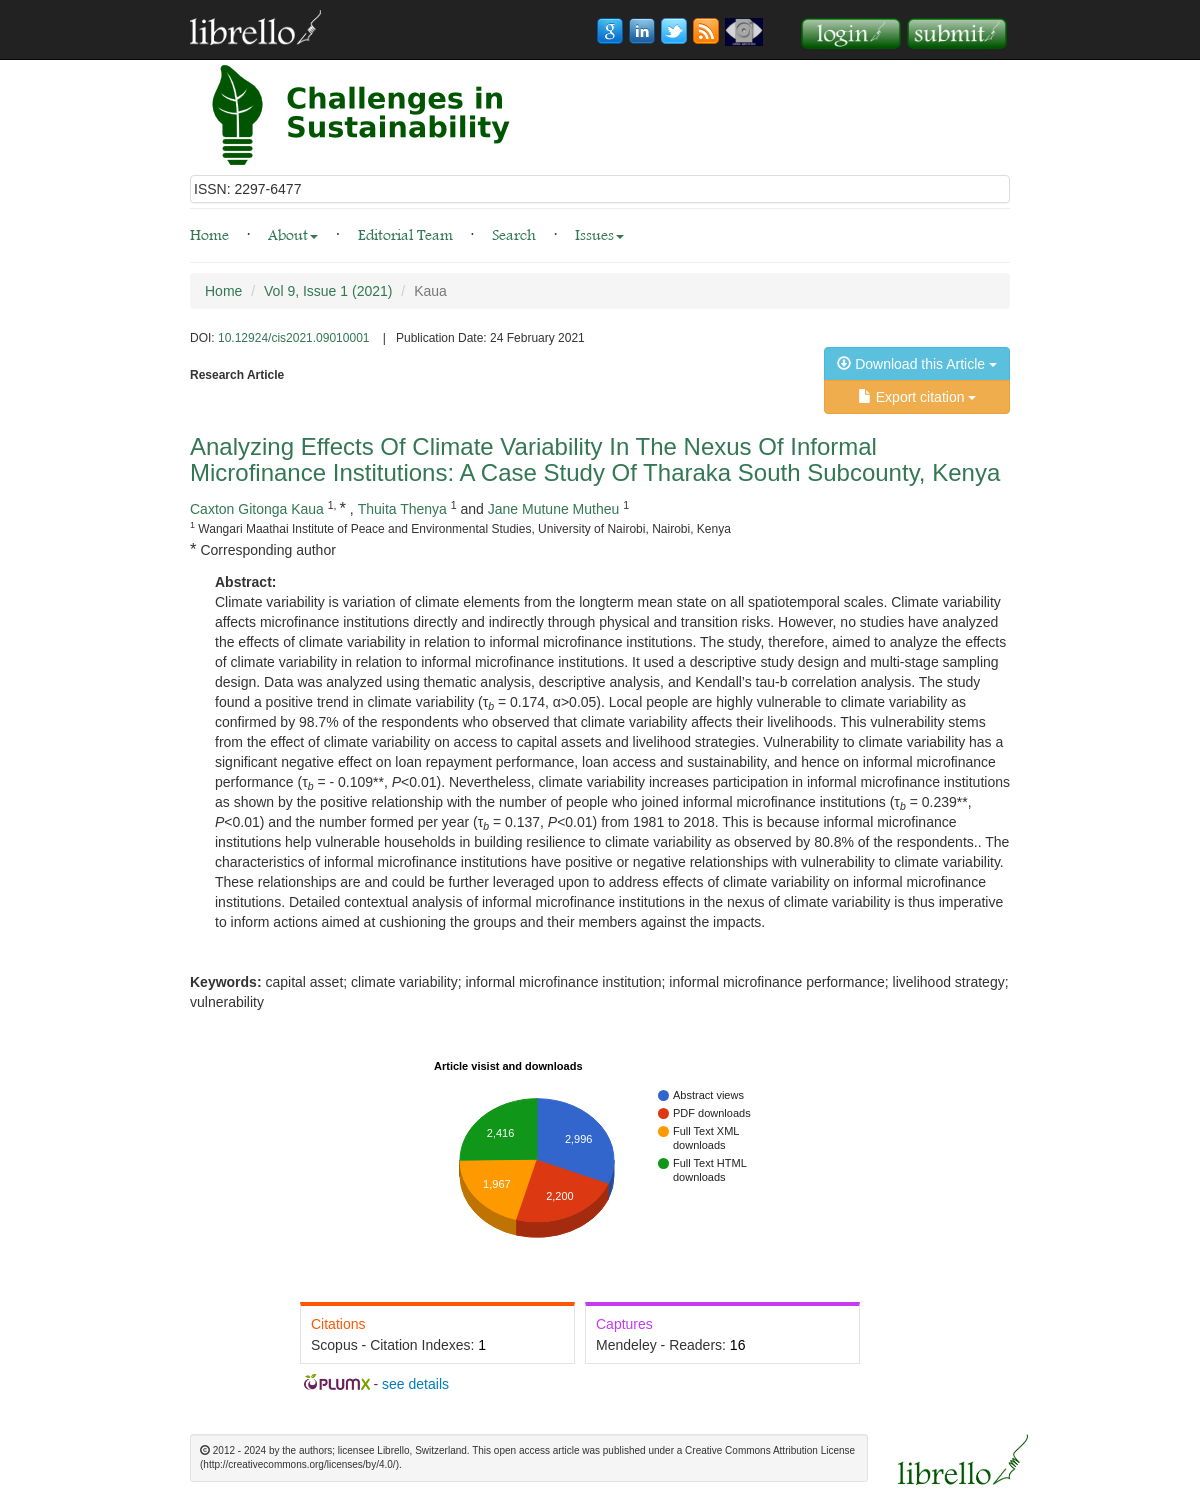 librello
login
submit
Challenges in
Sustainability
ISSN: 2297-6477
Home · About · Editorial Team · Search · Issues
Home / Vol 9, Issue 1 (2021) / Kaua
DOI: 10.12924/cis2021.09010001 | Publication Date: 24 February 2021
Download this Article
Research Article
Export citation
Analyzing Effects Of Climate Variability In The Nexus Of Informal
Microfinance Institutions: A Case Study Of Tharaka South Subcounty, Kenya
Caxton Gitonga Kaua 1, * , Thuita Thenya 1 and Jane Mutune Mutheu 1
1 Wangari Maathai Institute of Peace and Environmental Studies, University of Nairobi, Nairobi, Kenya
* Corresponding author
Abstract:
Climate variability is variation of climate elements from the longterm mean state on all spatiotemporal scales. Climate variability
affects microfinance institutions directly and indirectly through physical and transition risks. However, no studies have analyzed
the effects of climate variability in relation to informal microfinance institutions. The study, therefore, aimed to analyze the effects
of climate variability in relation to informal microfinance institutions. It used a descriptive study design and multi-stage sampling
design. Data was analyzed using thematic analysis, descriptive analysis, and Kendall’s tau-b correlation analysis. The study
found a positive trend in climate variability (τb = 0.174, α>0.05). Local people are highly vulnerable to climate variability as
confirmed by 98.7% of the respondents who observed that climate variability affects their livelihoods. This vulnerability stems
from the effect of climate variability on access to capital assets and livelihood strategies. Vulnerability to climate variability has a
significant negative effect on loan repayment performance, loan access and sustainability, and hence on informal microfinance
performance (τb = - 0.109**, P<0.01). Nevertheless, climate variability increases participation in informal microfinance institutions
as shown by the positive relationship with the number of people who joined informal microfinance institutions (τb = 0.239**,
P<0.01) and the number formed per year (τb = 0.137, P<0.01) from 1981 to 2018. This is because informal microfinance
institutions help vulnerable households in building resilience to climate variability as observed by 80.8% of the respondents.. The
characteristics of informal microfinance institutions have positive or negative relationships with vulnerability to climate variability.
These relationships are and could be further leveraged upon to address effects of climate variability on informal microfinance
institutions. Detailed contextual analysis of informal microfinance institutions in the nexus of climate variability is thus imperative
to inform actions aimed at cushioning the groups and their members against the impacts.
Keywords: capital asset; climate variability; informal microfinance institution; informal microfinance performance; livelihood strategy;
vulnerability
Article visist and downloads
2,996
2,200
1,967
2,416
Abstract views
PDF downloads
Full Text XML
downloads
Full Text HTML
downloads
Citations
Scopus - Citation Indexes: 1
Captures
Mendeley - Readers: 16
PLUMX - see details
© 2012 - 2024 by the authors; licensee Librello, Switzerland. This open access article was published under a Creative Commons Attribution License
(http://creativecommons.org/licenses/by/4.0/).
librello